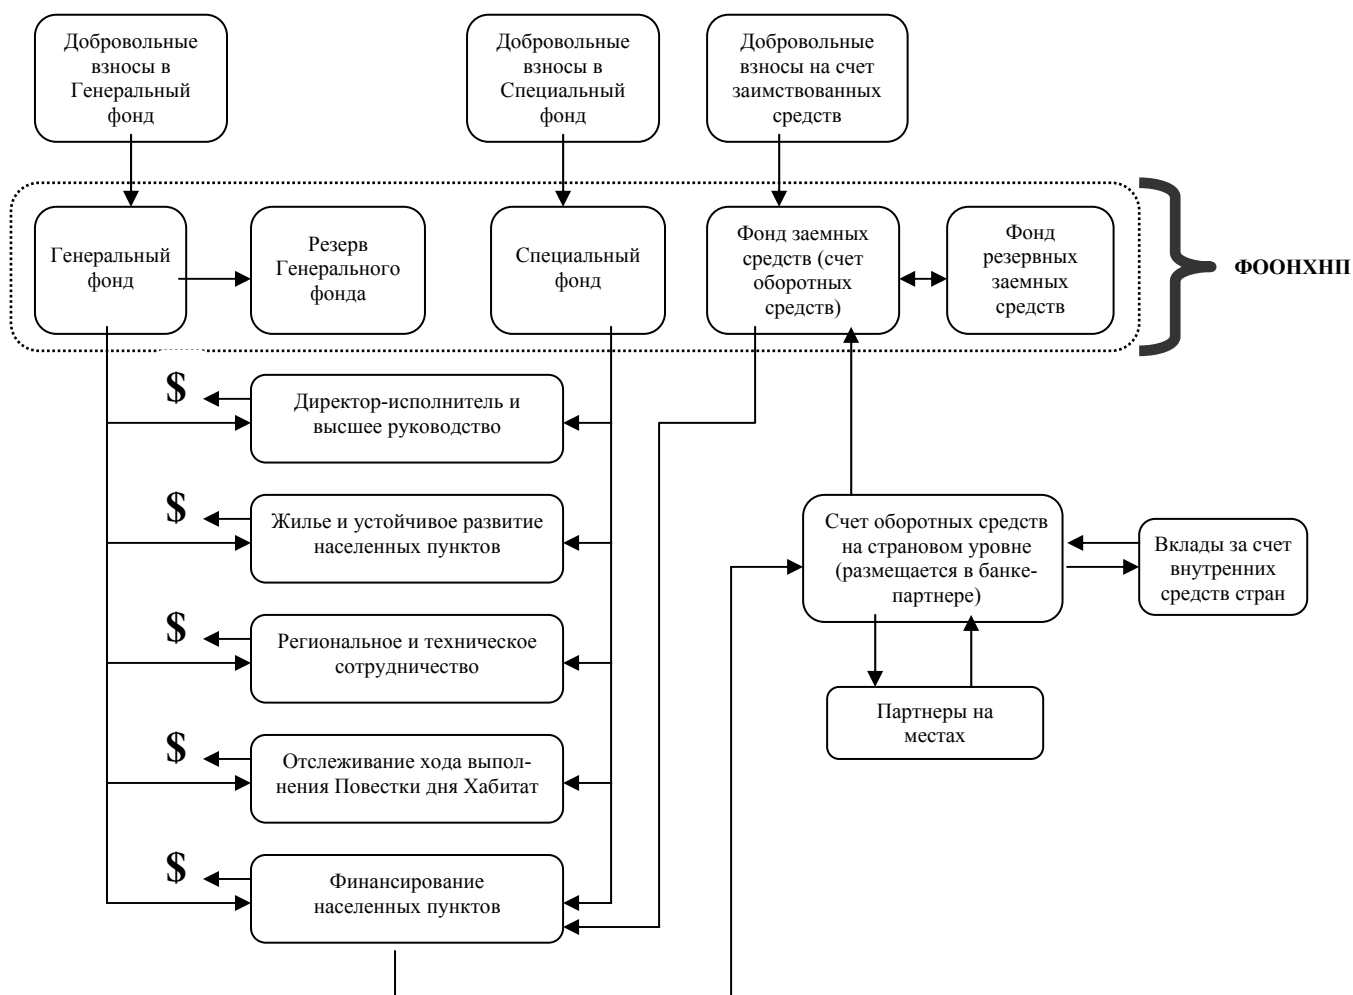 Добровольные
взносы в
Генеральный
фонд
Добровольные
взносы в
Специальный
фонд
Добровольные
взносы на счет
заимствованных
средств
Генеральный
фонд
Резерв
Генерального
фонда
Специальный
фонд
Фонд заемных
средств (счет
оборотных
средств)
Фонд
резервных
заемных
средств
ФООНХНП
$
Директор-исполнитель и
высшее руководство
$
Жилье и устойчивое развитие
населенных пунктов
Счет оборотных средств
на страновом уровне
(размещается в банке-
партнере)
Вклады за счет
внутренних
средств стран
$
Региональное и техническое
сотрудничество
Партнеры на
местах
$
Отслеживание хода выпол-
нения Повестки дня Хабитат
$
Финансирование
населенных пунктов